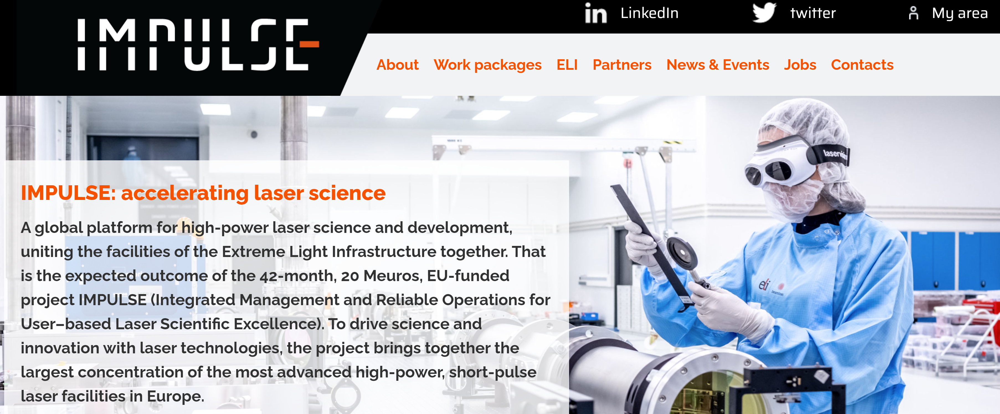 IMPULSE
LinkedIn
twitter
My area
About Work packages ELI Partners News & Events Jobs Contacts
laservision
IMPULSE: accelerating laser science
A global platform for high-power laser science and development,
uniting the facilities of the Extreme Light Infrastructure together. That
is the expected outcome of the 42-month, 20 Meuros, EU-funded
project IMPULSE (Integrated Management and Reliable Operations for
User–based Laser Scientific Excellence). To drive science and
innovation with laser technologies, the project brings together the
largest concentration of the most advanced high-power, short-pulse
laser facilities in Europe.
eli
beamlines